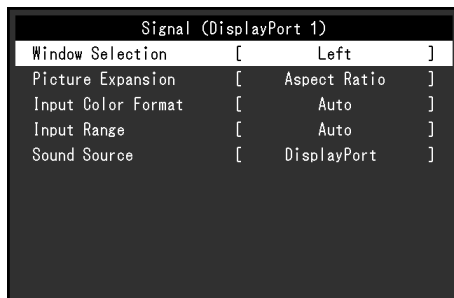 Signal (DisplayPort 1)
Window Selection [ Left ]
Picture Expansion [ Aspect Ratio ]
Input Color Format [ Auto ]
Input Range [ Auto ]
Sound Source [ DisplayPort ]